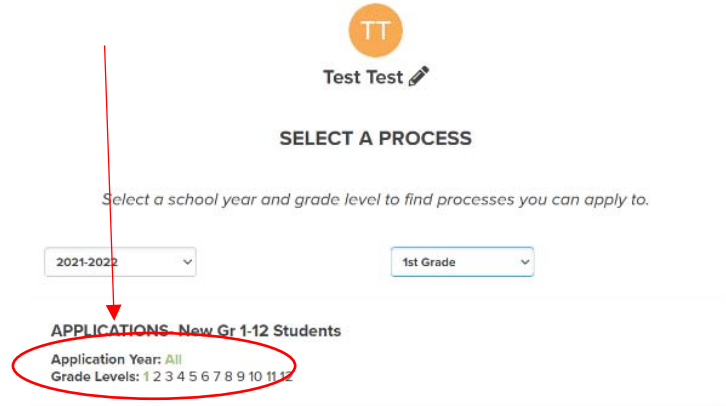 TT
Test Test
SELECT A PROCESS
Select a school year and grade level to find processes you can apply to.
2021-2022
1st Grade
APPLICATIONS- New Gr 1-12 Students
Application Year: All
Grade Levels: 1 2 3 4 5 6 7 8 9 10 11 12